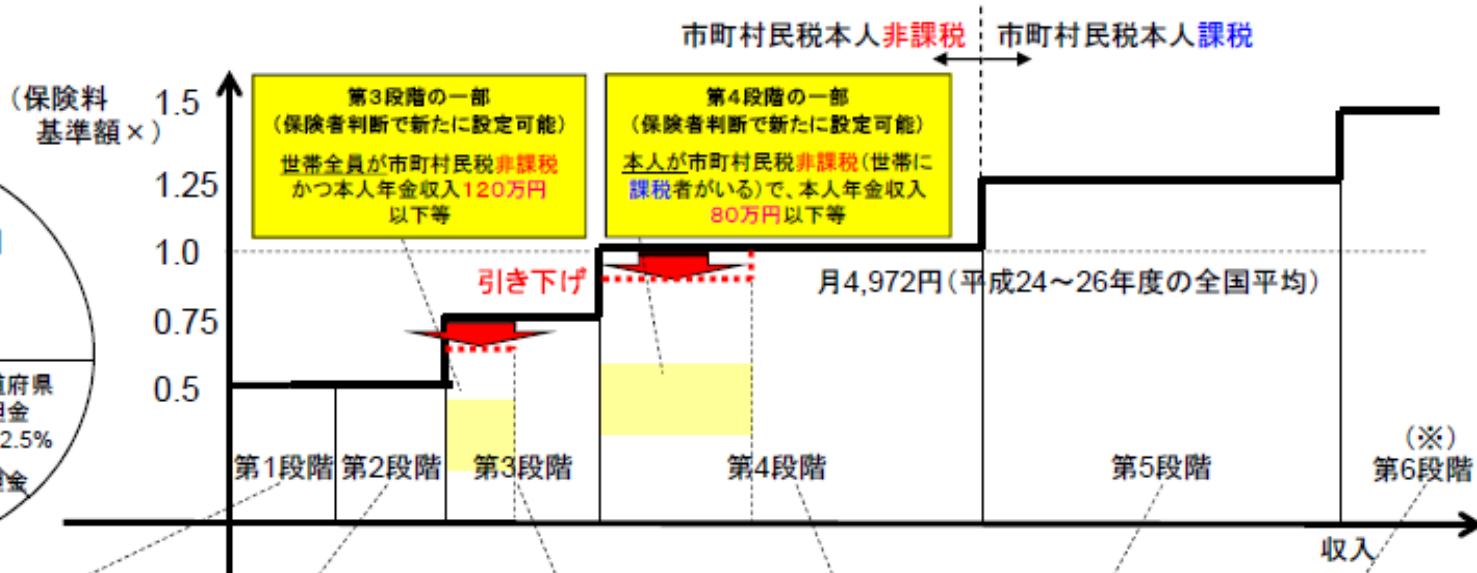 市町村民税本人非課税 市町村民税本人課税
(保険料
基準額×)
1.5
1.25
1.0
0.75
0.5
第3段階の一部
(保険者判断で新たに設定可能)
世帯全員が市町村民税非課税
かつ本人年金収入120万円
以下等
第4段階の一部
(保険者判断で新たに設定可能)
本人が市町村民税非課税(世帯に
課税者がいる)で、本人年金収入
80万円以下等
引き下げ
月4,972円(平成24~26年度の全国平均)
府県
金
2.5%
金
第1段階
第2段階
第3段階
第4段階
第5段階
(※)
第6段階
収入